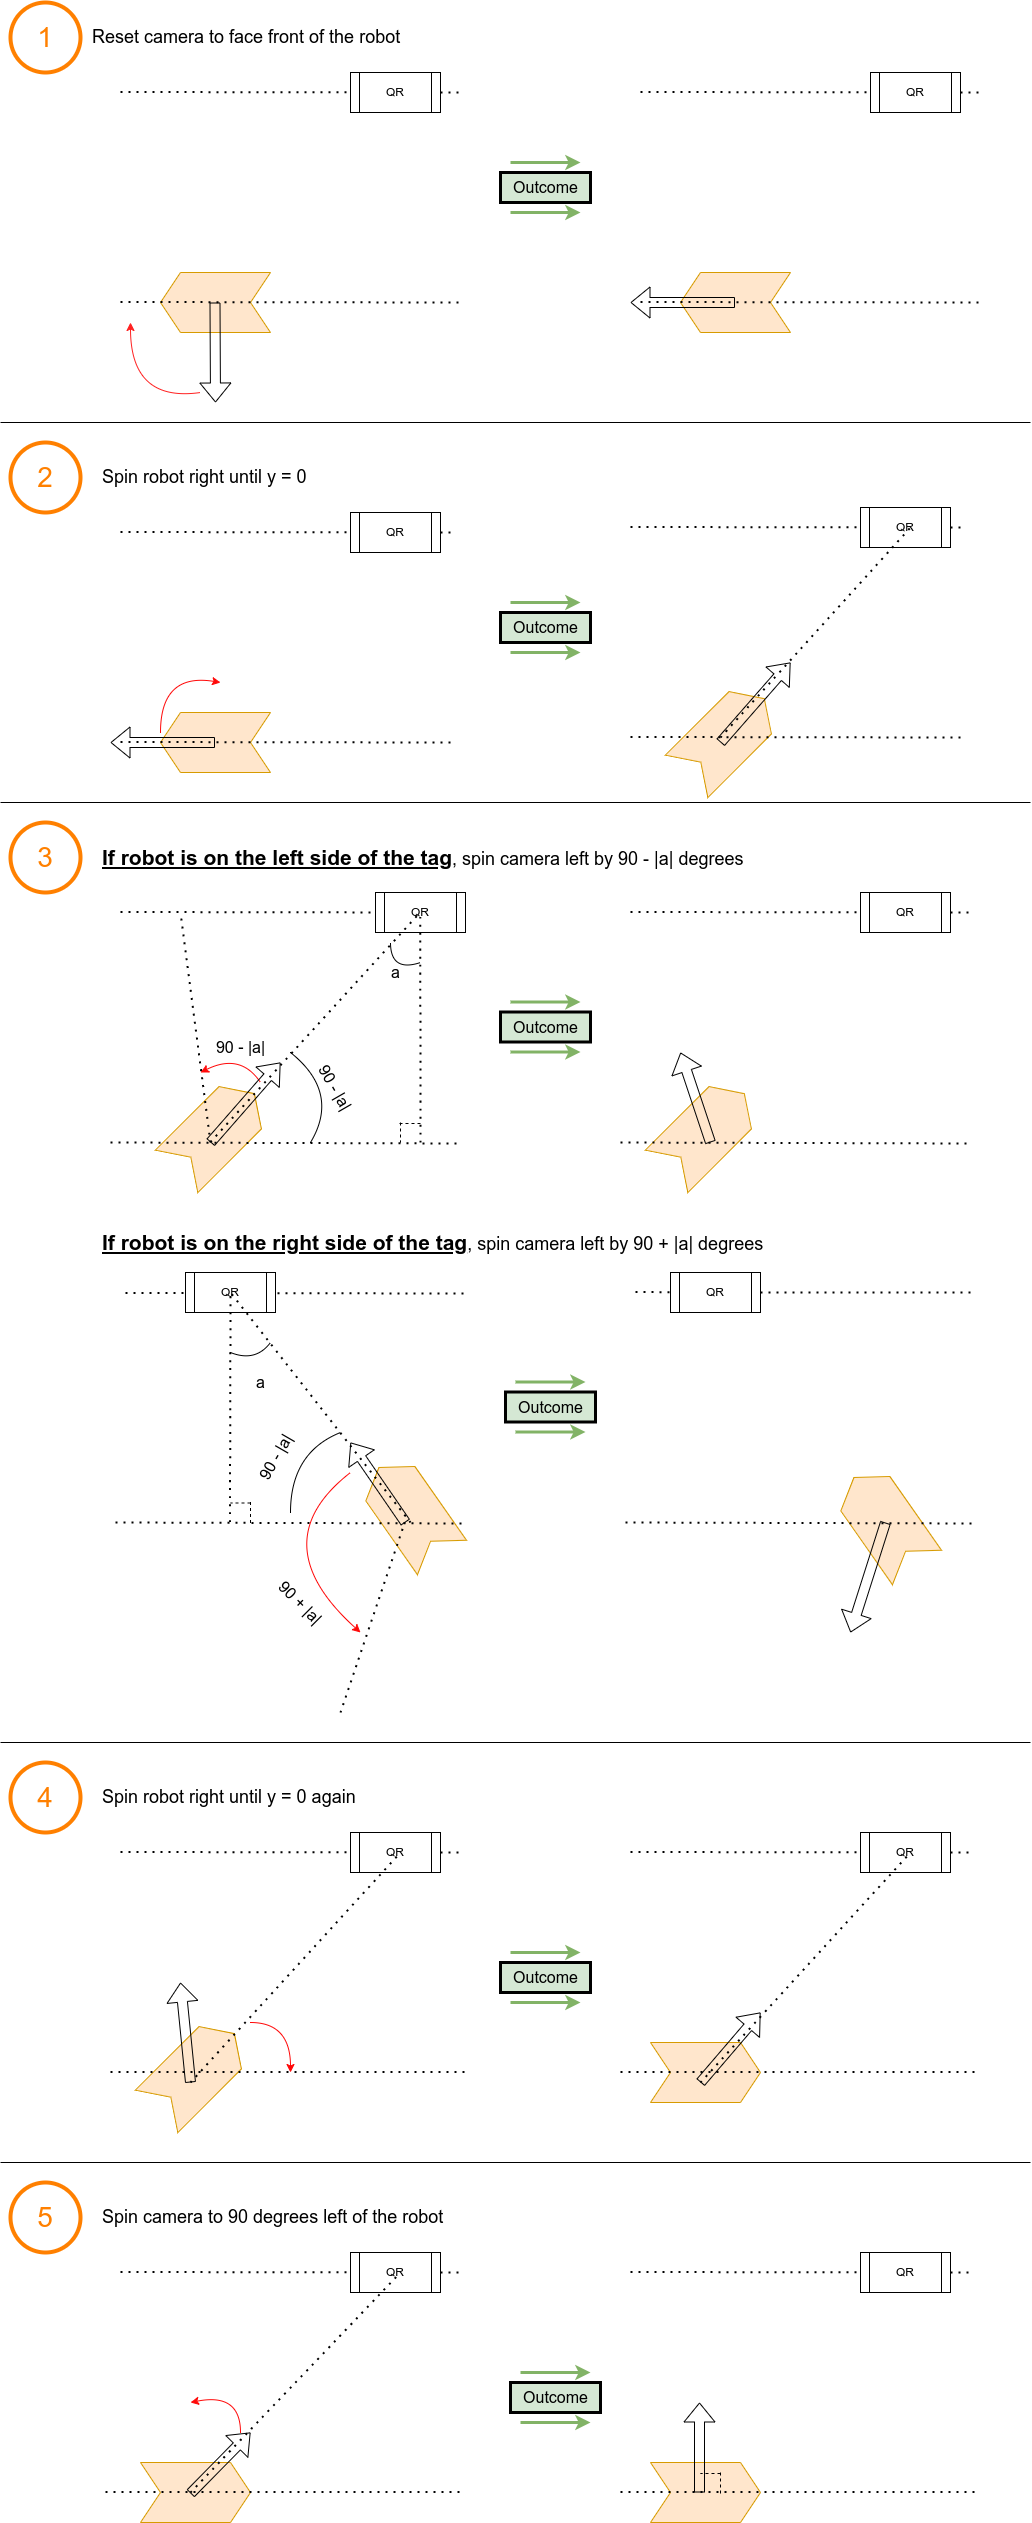 1
Reset camera to face front of the robot
QR
QR
Outcome
2
Spin robot right until y = 0
QR
QR
Outcome
3
If robot is on the left side of the tag, spin camera left by 90 - |a| degrees
QR
QR
a
Outcome
90 - |a|
90 - |a|
If robot is on the right side of the tag, spin camera left by 90 + |a| degrees
QR
QR
a
Outcome
90 - |a|
90 + |a|
4
Spin robot right until y = 0 again
QR
QR
Outcome
5
Spin camera to 90 degrees left of the robot
QR
QR
Outcome